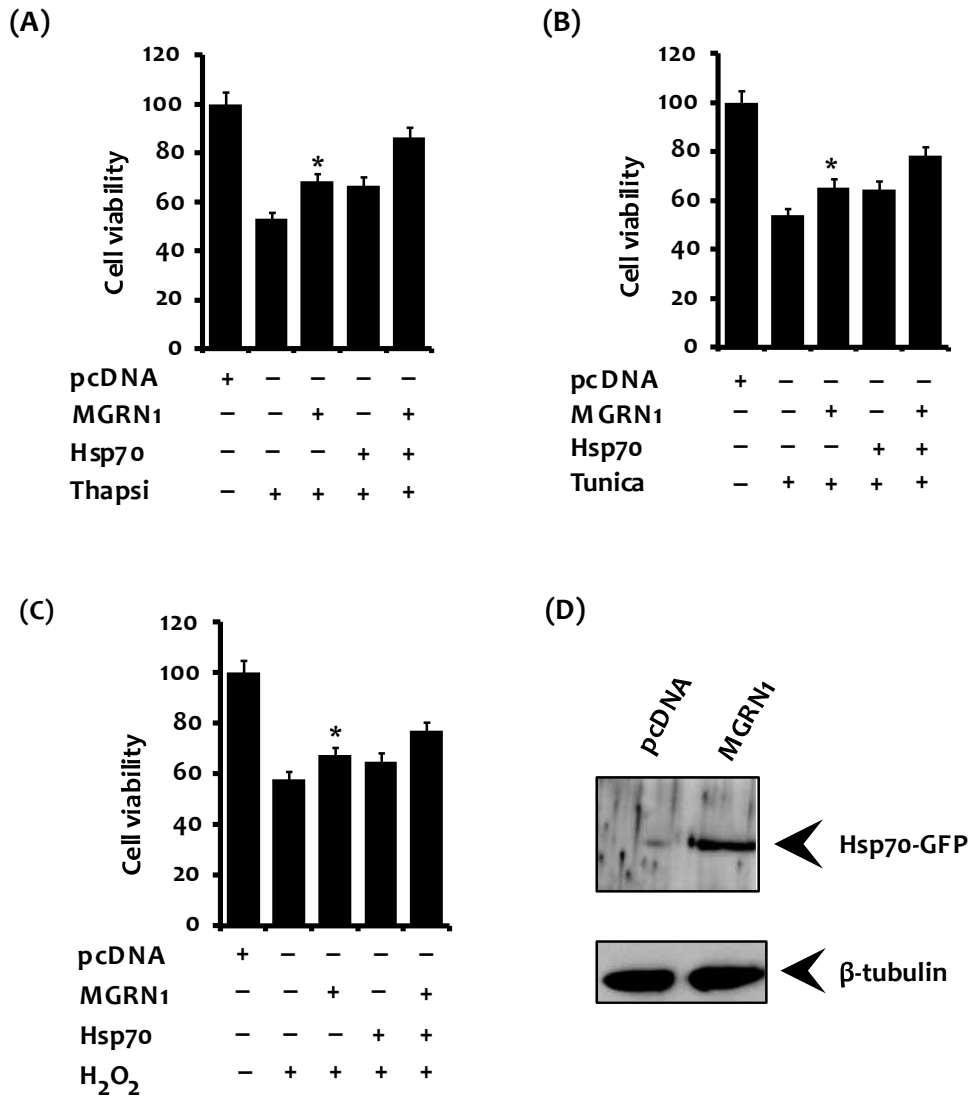 (A)
120
100
80
60
40
20
0
Cell viability
*
pcDNA + – – – –
MGRN1 – – + – +
Hsp70 – – – + +
Thapsi – + + + +
(B)
120
100
80
60
40
20
0
Cell viability
*
pcDNA + – – – –
MGRN1 – – + – +
Hsp70 – – – + +
Tunica – + + + +
(C)
120
100
80
60
40
20
0
Cell viability
*
pcDNA + – – – –
MGRN1 – – + – +
Hsp70 – – – + +
H₂O₂ – + + + +
(D)
pcDNA MGRN1
Hsp70-GFP
β-tubulin